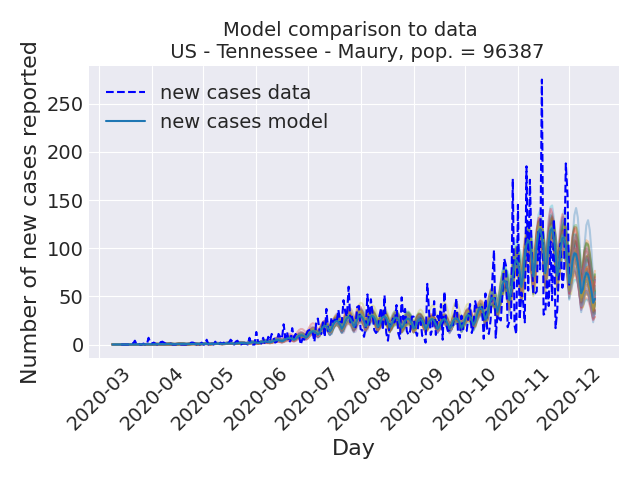 Model comparison to data
US - Tennessee - Maury, pop. = 96387
Number of new cases reported
new cases data
new cases model
250
200
150
100
50
0
2020-03
2020-04
2020-05
2020-06
2020-07
2020-08
2020-09
2020-10
2020-11
2020-12
Day